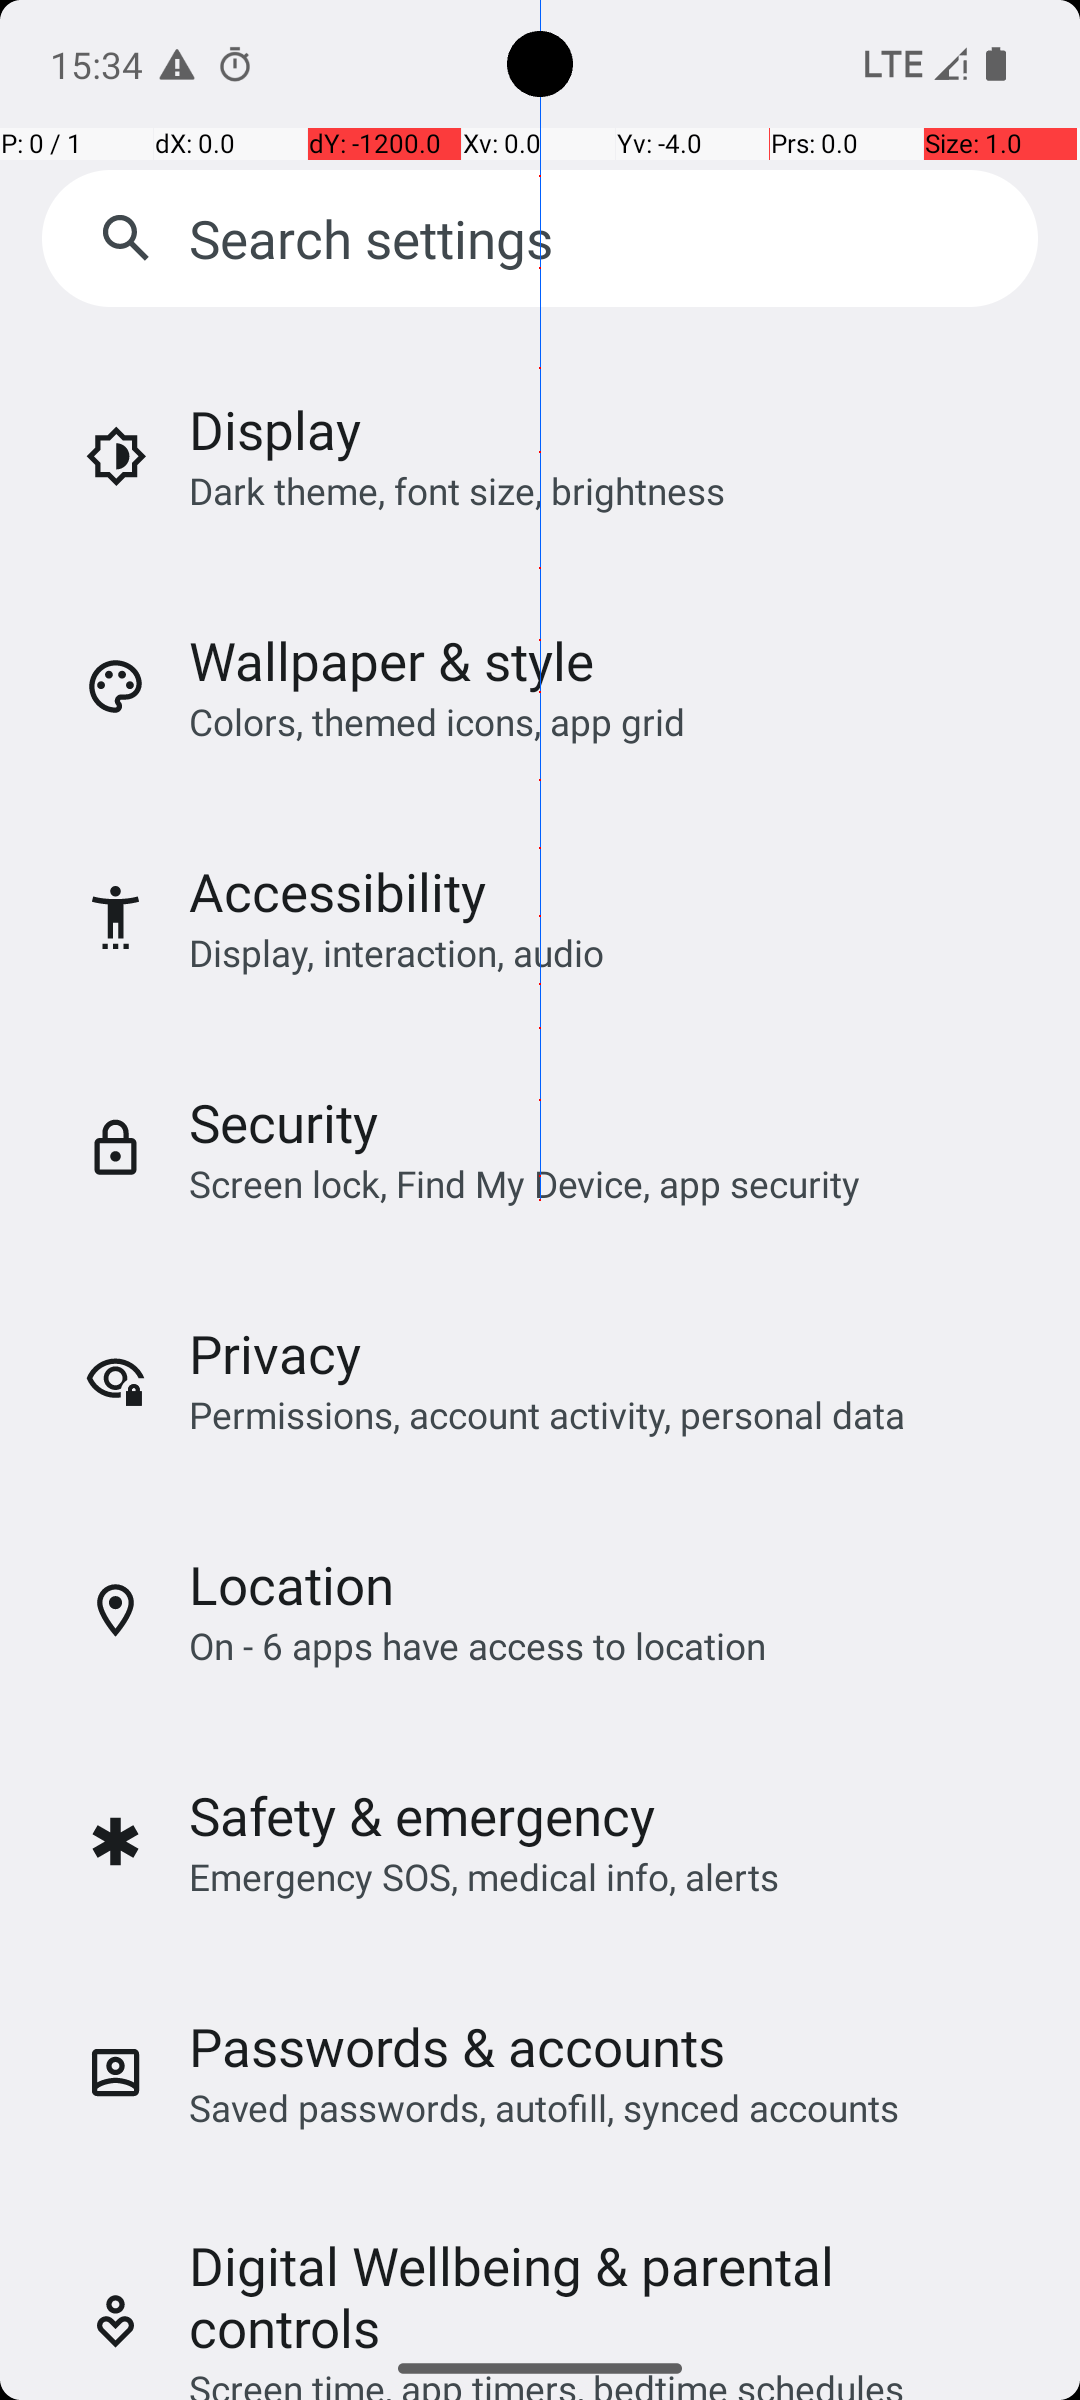 15:34 LTE
P: 0 / 1 dX: 0.0 dY: -1200.0 Xv: 0.0 Yv: -4.0 Prs: 0.0 Size: 1.0
Search settings
Display
Dark theme, font size, brightness
Wallpaper & style
Colors, themed icons, app grid
Accessibility
Display, interaction, audio
Security
Screen lock, Find My Device, app security
Privacy
Permissions, account activity, personal data
Location
On - 6 apps have access to location
Safety & emergency
Emergency SOS, medical info, alerts
Passwords & accounts
Saved passwords, autofill, synced accounts
Digital Wellbeing & parental
controls
Screen time, app timers, bedtime schedules